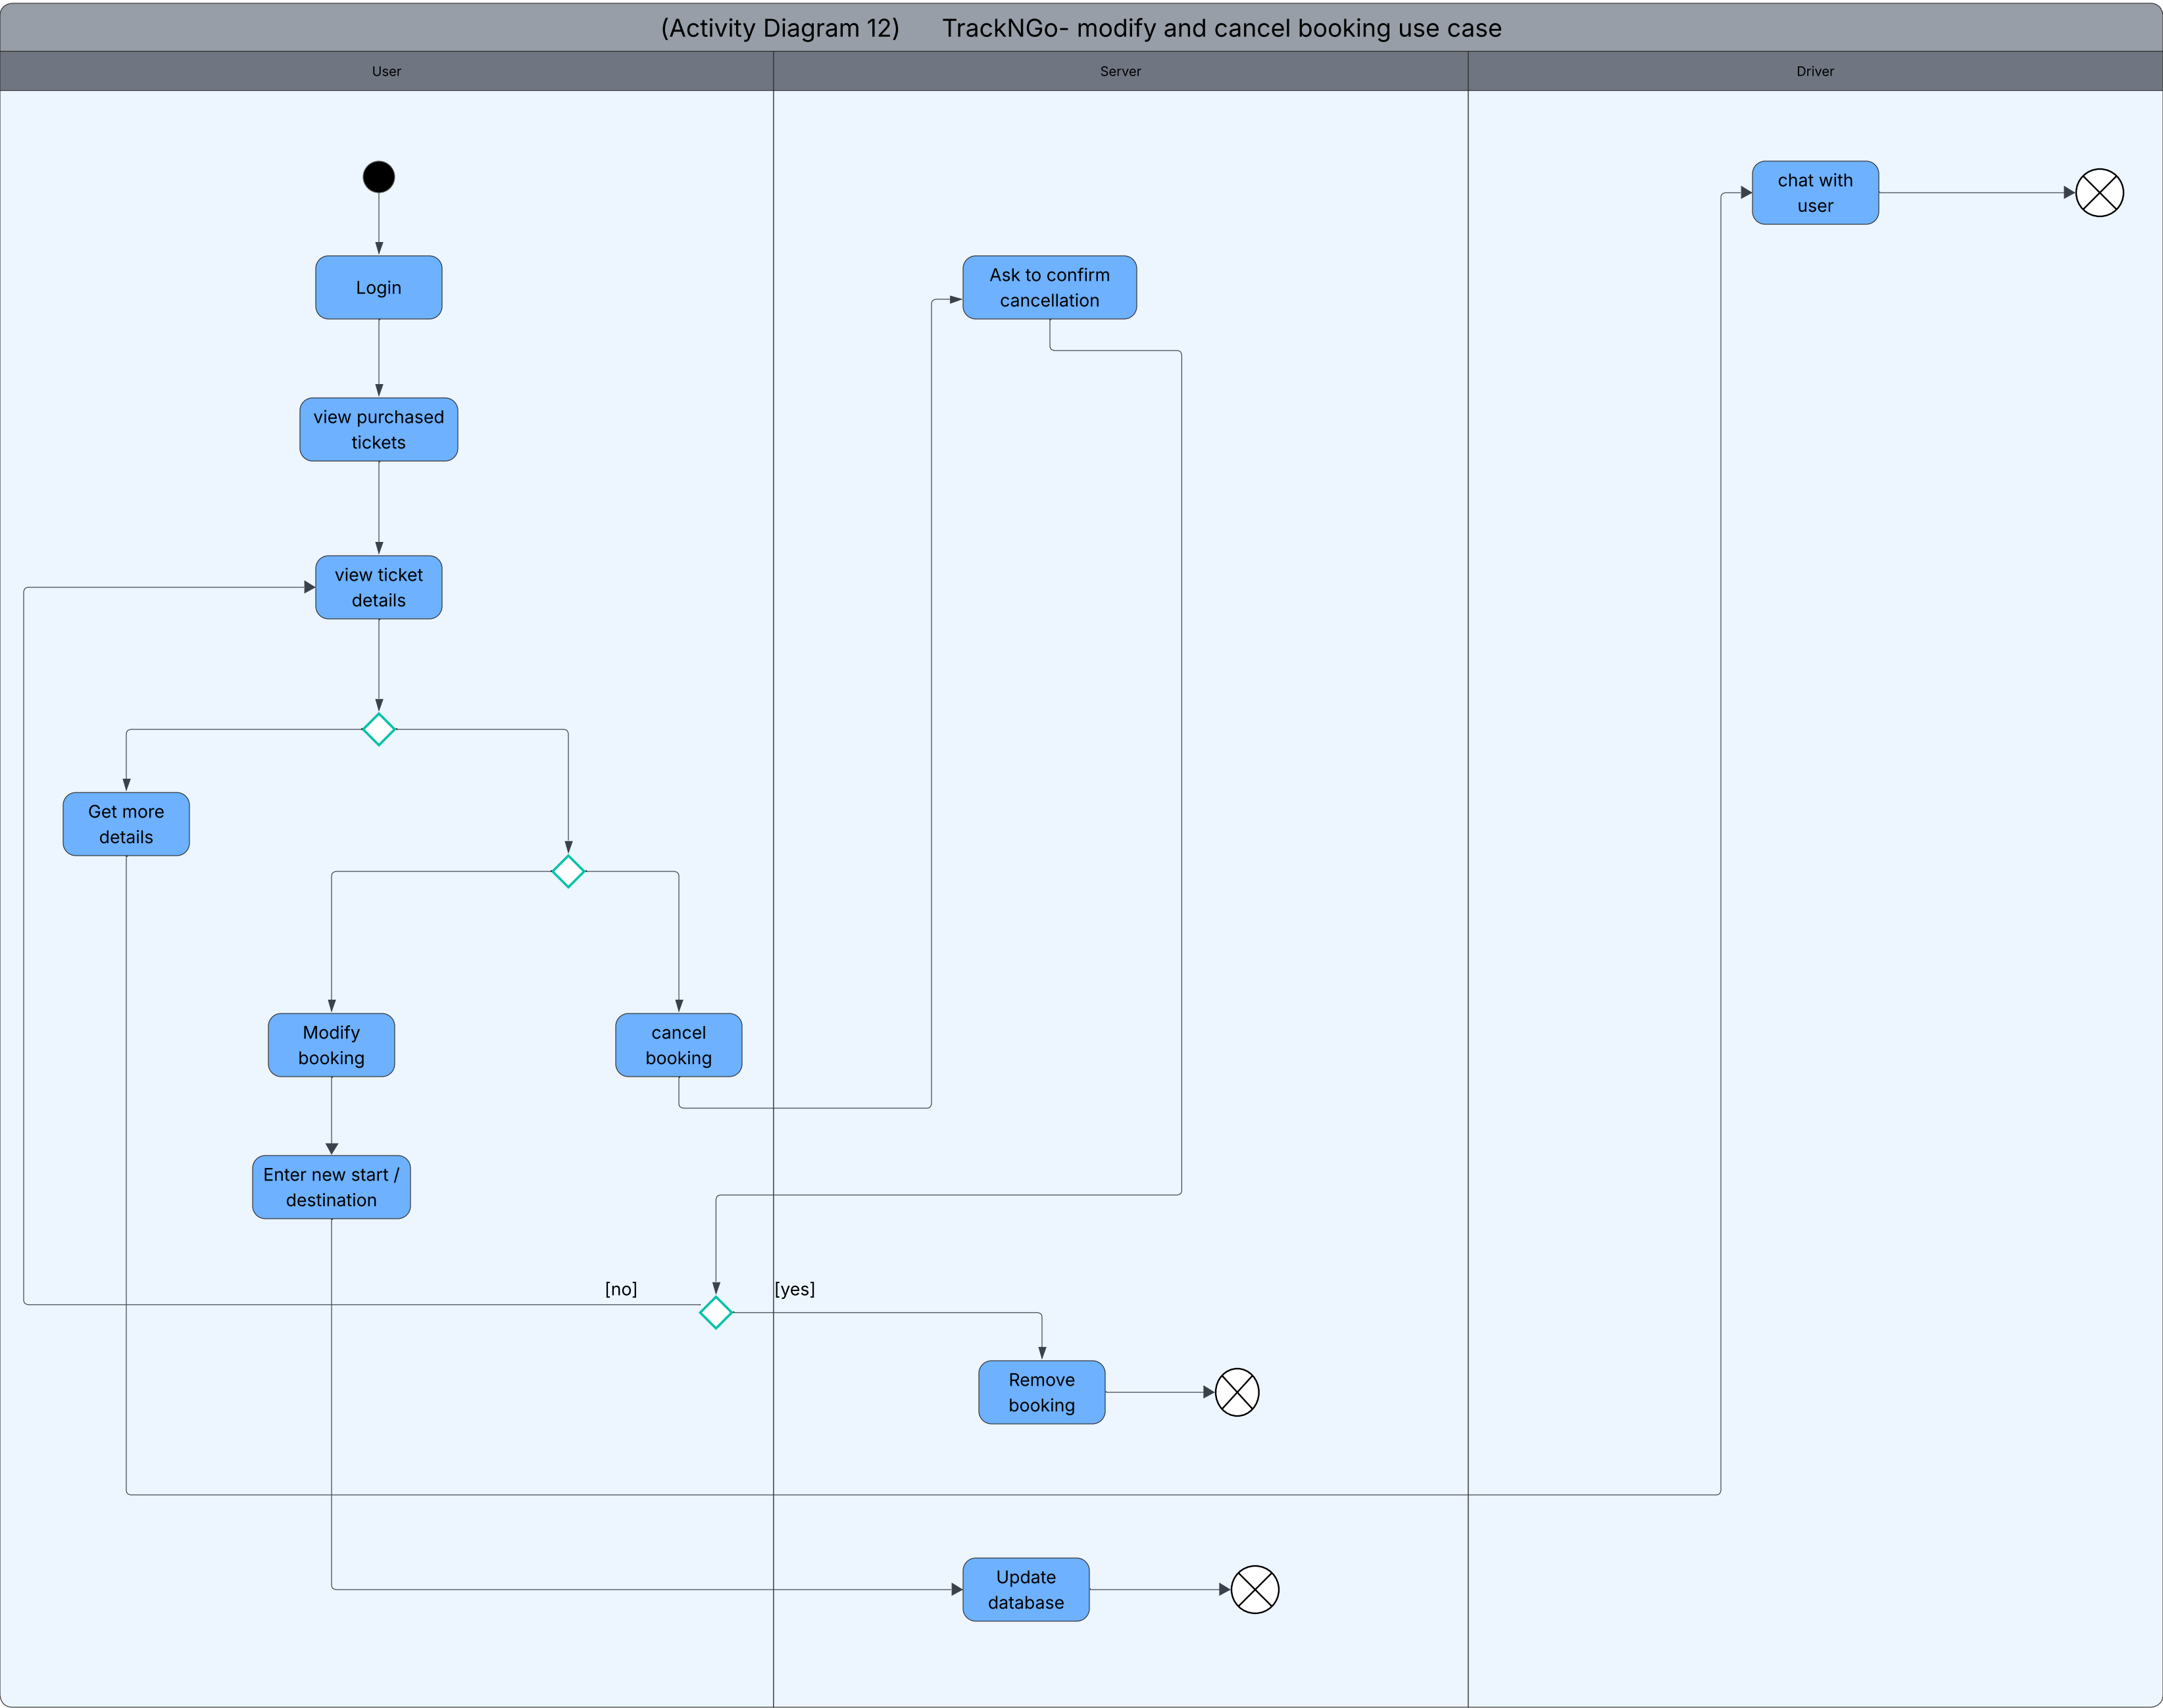 (Activity Diagram 12) TrackNGo- modify and cancel booking use case
User
Server
Driver
chat with
user
Login
Ask to confirm
cancellation
view purchased
tickets
view ticket
details
Get more
details
Modify
booking
cancel
booking
Enter new start /
destination
[no]
[yes]
Remove
booking
Update
database